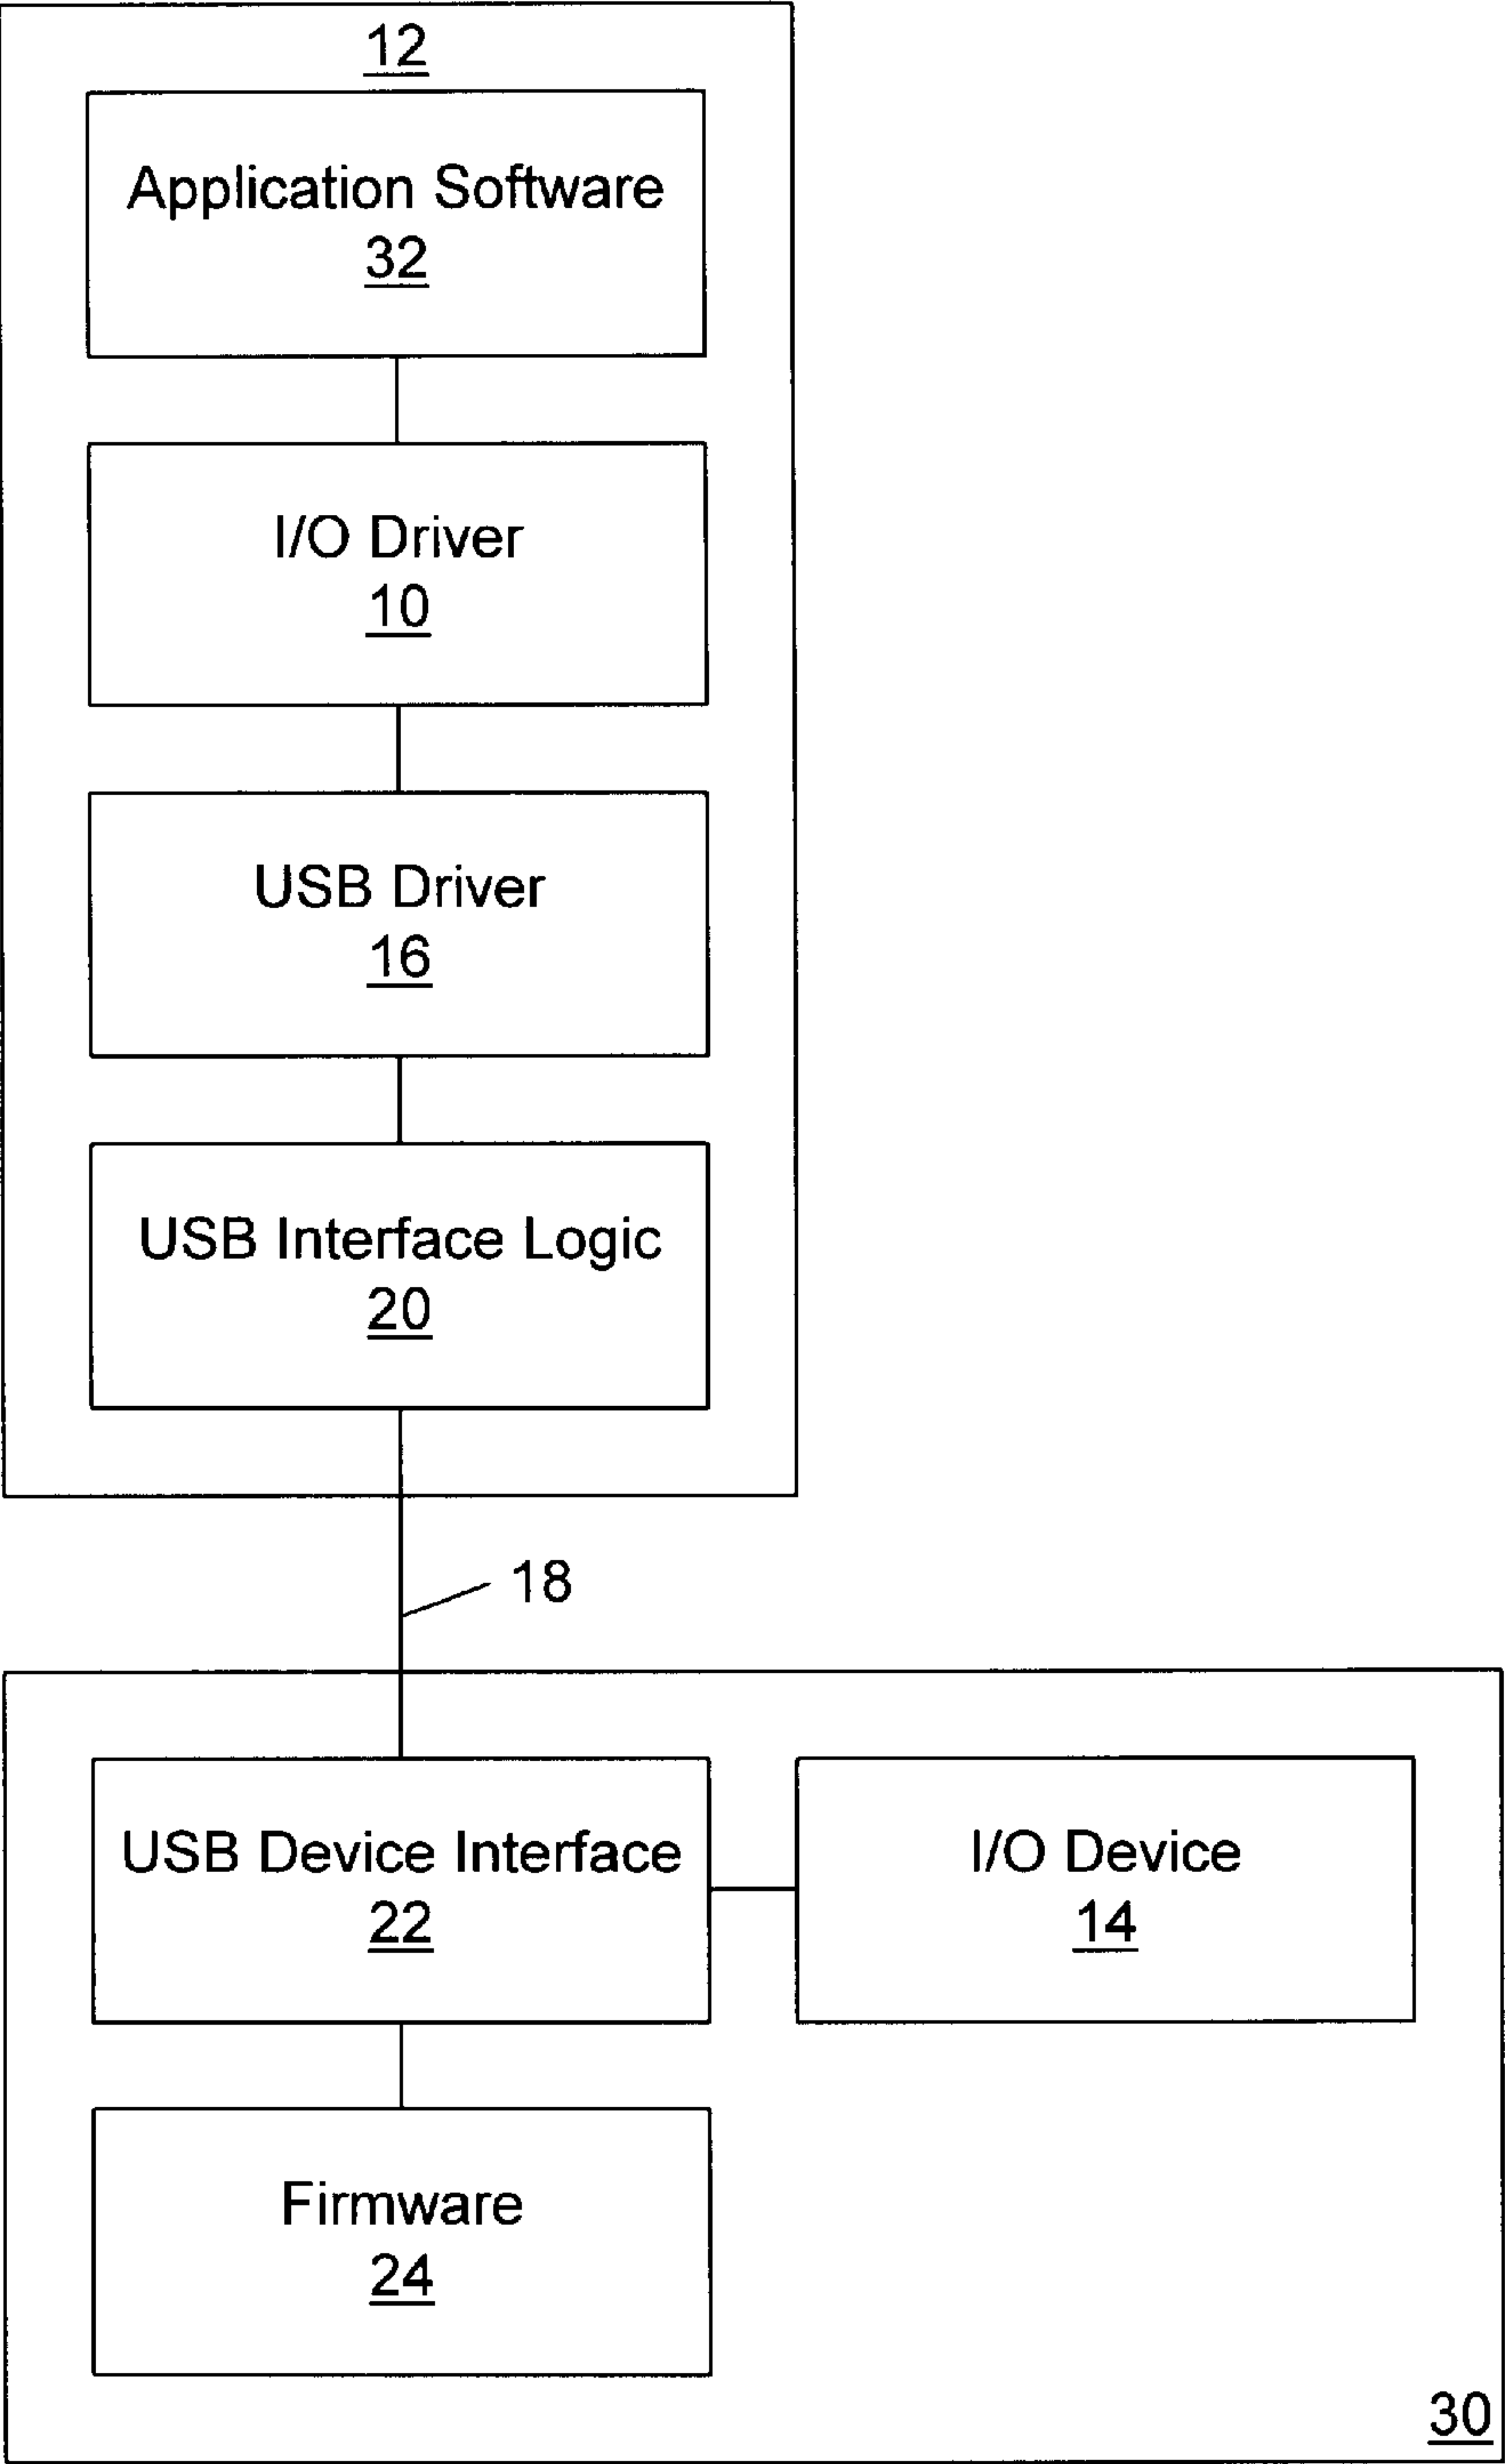 12
Application Software
32
I/O Driver
10
USB Driver
16
USB Interface Logic
20
18
USB Device Interface
22
I/O Device
14
Firmware
24
30